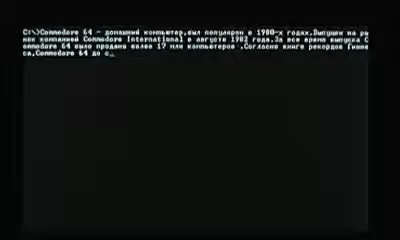 C:\>Commodore 64 - домашний компьютер,был популярен в 1980-х годах.Выпущен на ры
нок компанией Commodore International в августе 1982 года.За все время выпуска C
ommodore 64 было продано более 17 млн компьютеров .Согласно книге рекордов Гинне
са,Commodore 64 до с_